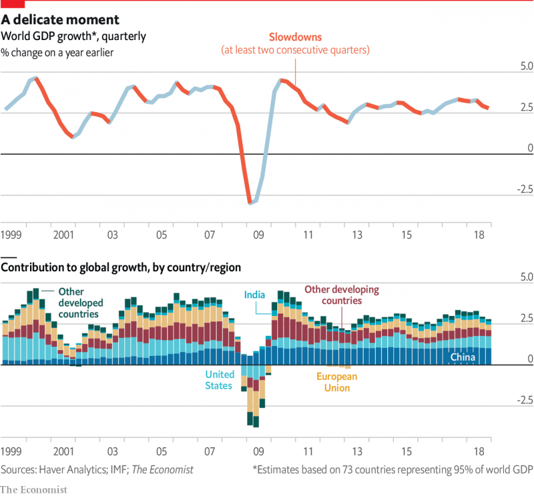 A delicate moment
World GDP growth*, quarterly
% change on a year earlier
Slowdowns
(at least two consecutive quarters)
5.0
2.5
0
-2.5
1999 2001 03 05 07 09 11 13 15 18
Contribution to global growth, by country/region
Other
developed
countries
India
Other developing
countries
5.0
2.5
0
-2.5
China
United
States
European
Union
1999 2001 03 05 07 09 11 13 15 18
Sources: Haver Analytics; IMF; The Economist
*Estimates based on 73 countries representing 95% of world GDP
The Economist